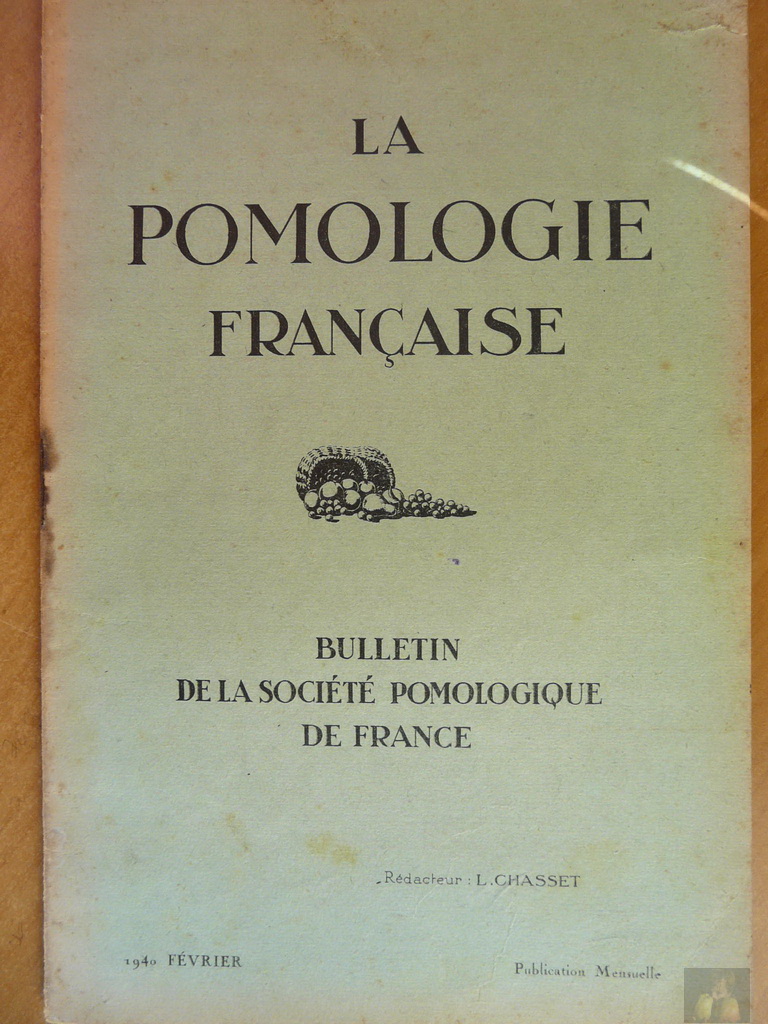 LA
POMOLOGIE
FRANÇAISE
BULLETIN
DE LA SOCIÉTÉ POMOLOGIQUE
DE FRANCE
Rédacteur : L. CHASSET
1940 FÉVRIER
Publication Mensuelle